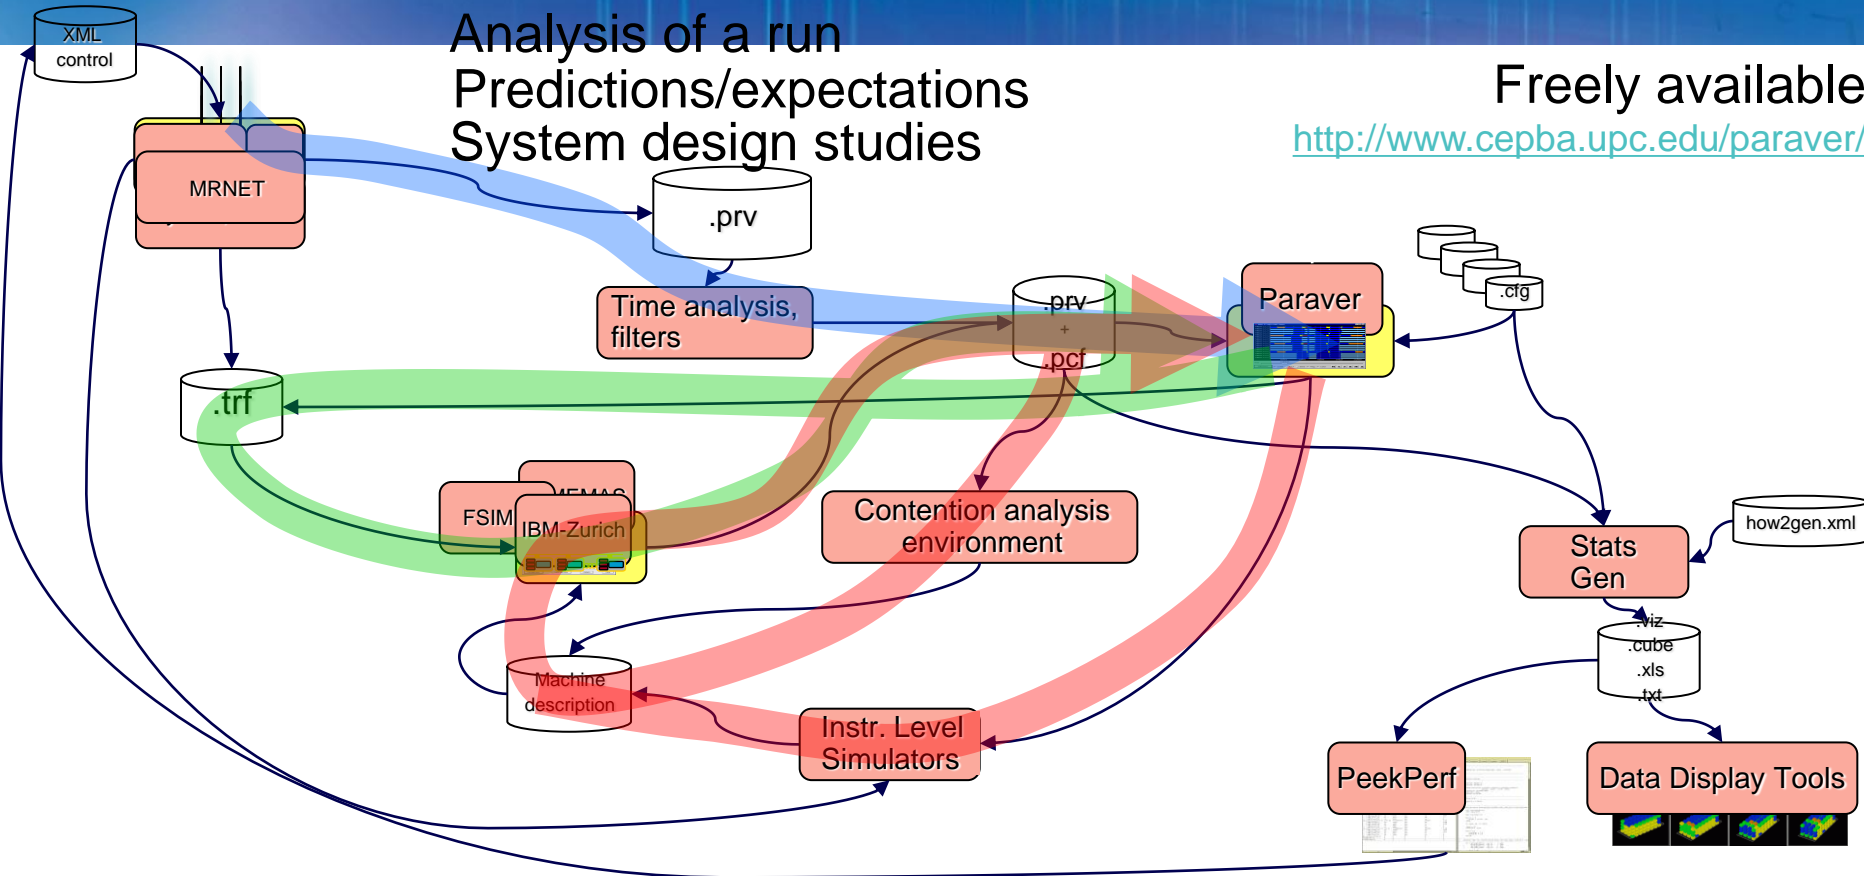 XML
control
Analysis of a run
Predictions/expectations
System design studies
Freely available
http://www.cepba.upc.edu/paraver/
MRNET
.prv
Time analysis,
filters
.prv
+
.pcf
Paraver
.cfg
.trf
FSIM
IBM-Zurich
Contention analysis
environment
Stats
Gen
how2gen.xml
.viz
.cube
.xls
.txt
Machine
description
Instr. Level
Simulators
PeekPerf
Data Display Tools